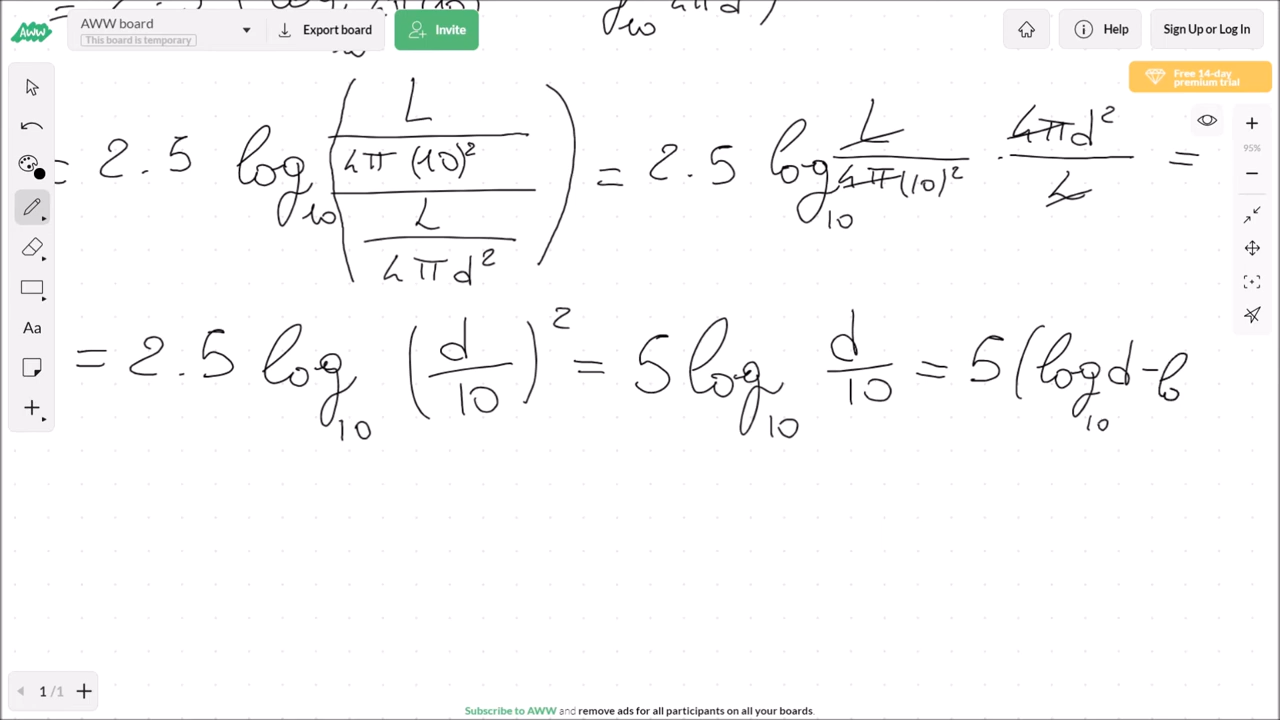 AWW board
This board is temporary
Export board
Invite
Help
Sign Up or Log In
Free 14-day
premium trial
95%
Aa
= 2.5 log₁₀ ( (L / 4π(10)²) / (L / 4πd²) ) = 2.5 log₁₀ L / 4π(10)² · 4πd² / L =
= 2.5 log₁₀ (d/10)² = 5 log₁₀ d/10 = 5(log₁₀ d -
1/1
Subscribe to AWW and remove ads for all participants on all your boards.